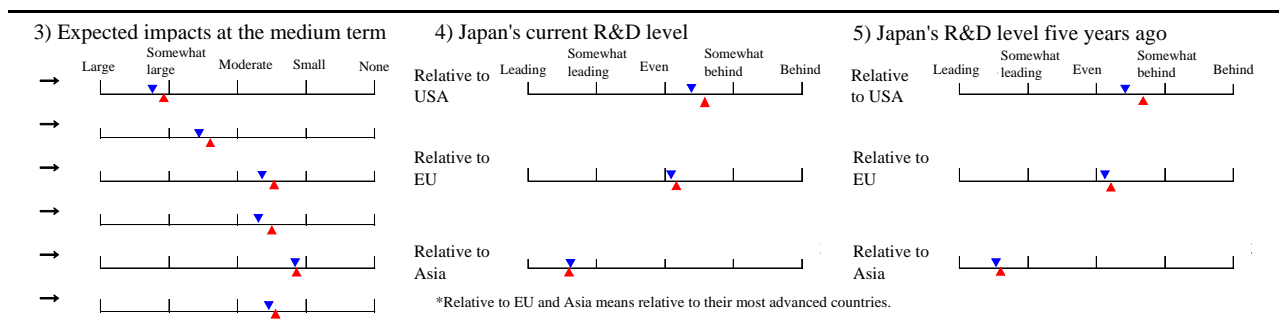 3) Expected impacts at the medium term
Large
Somewhat
large
Moderate
Small
None
→
→
→
→
→
→
4) Japan's current R&D level
Leading
Somewhat
leading
Even
Somewhat
behind
Behind
Relative to
USA
Relative to
EU
Relative to
Asia
5) Japan's R&D level five years ago
Leading
Somewhat
leading
Even
Somewhat
behind
Behind
Relative
to USA
Relative to
EU
Relative to
Asia
*Relative to EU and Asia means relative to their most advanced countries.